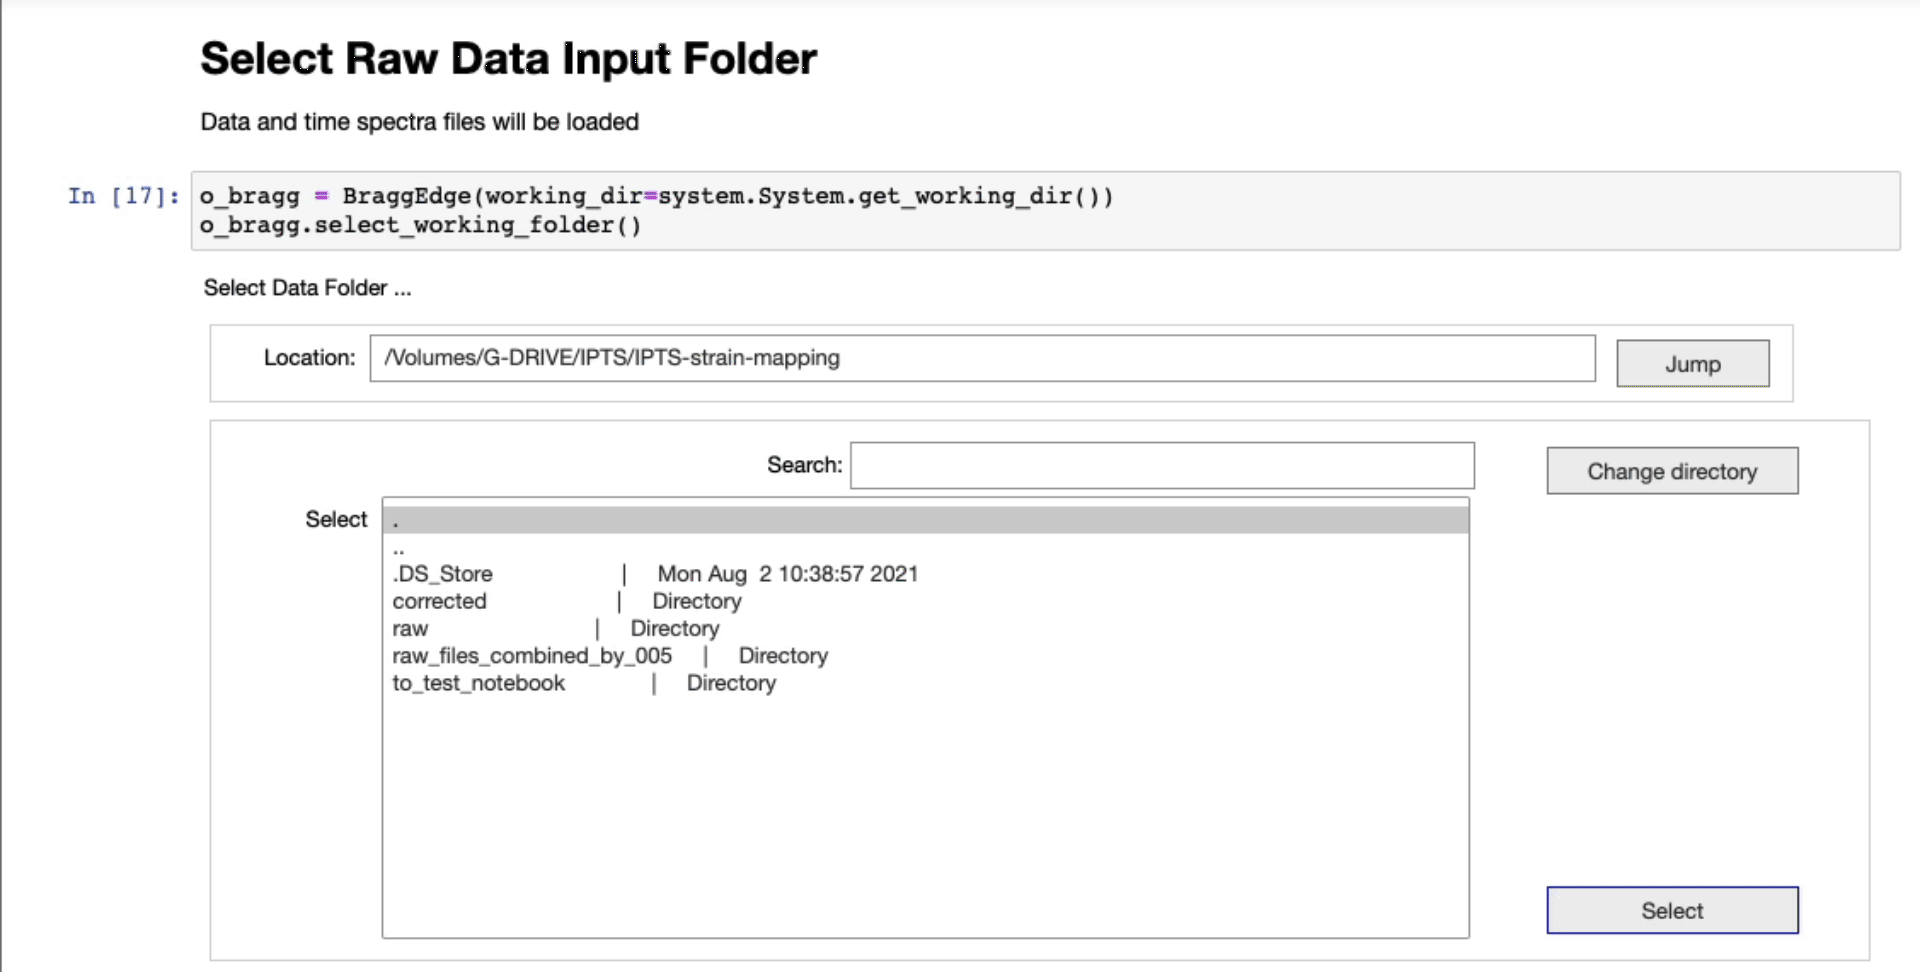 Select Raw Data Input Folder
Data and time spectra files will be loaded
In [17]: o_bragg = BraggEdge(working_dir=system.System.get_working_dir())
o_bragg.select_working_folder()
Select Data Folder ...
Location: /Volumes/G-DRIVE/IPTS/IPTS-strain-mapping Jump
Search: Change directory
Select .
..
.DS_Store | Mon Aug  2 10:38:57 2021
corrected | Directory
raw | Directory
raw_files_combined_by_005 | Directory
to_test_notebook | Directory
Select